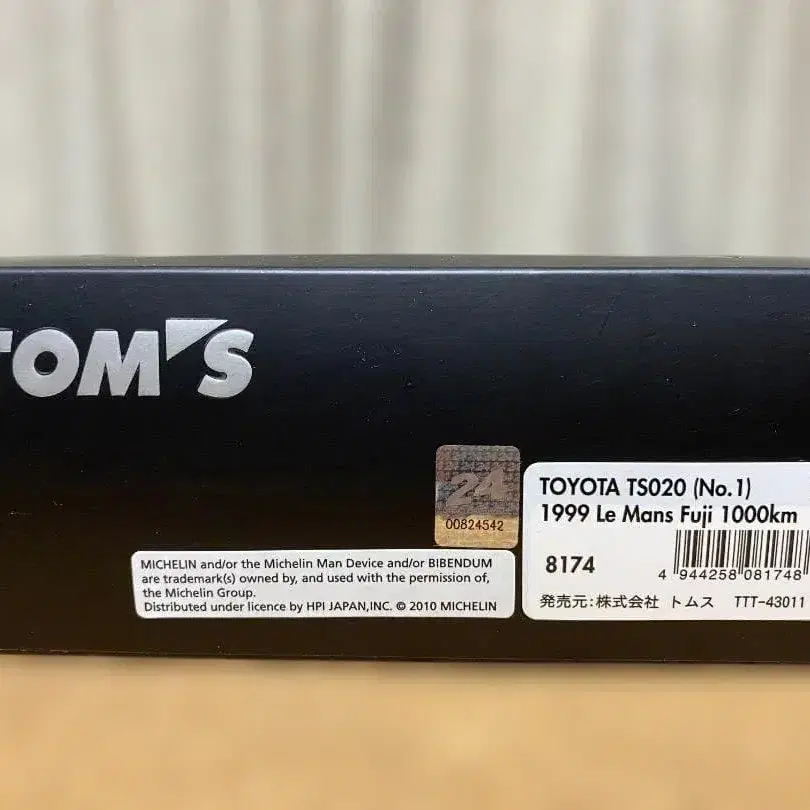 TOM'S
24
00824542
MICHELIN and/or the Michelin Man Device and/or BIBENDUM
are trademark(s) owned by, and used with the permission of,
the Michelin Group.
Distributed under licence by HPI JAPAN,INC. © 2010 MICHELIN
TOYOTA TS020 (No.1)
1999 Le Mans Fuji 1000km
8174
4 944258 081748
発売元:株式会社 トムス TTT-43011